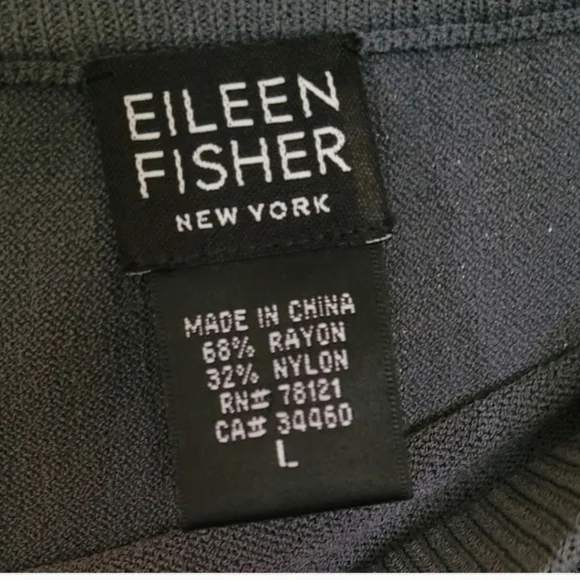 EILEEN
FISHER
NEW YORK
MADE IN CHINA
68% RAYON
32% NYLON
RN# 78121
CA# 34460
L